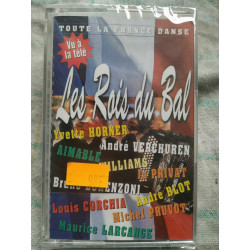 TOUTE LA FRANCE DANSE
Vu à
la télé
Les Rois du Bal
Yvette HORNER
André VERCHUREN
AIMABLE
WILLIAMS
PRIVAT
Bruno LORENZONI
André BLOT
Louis CORCHIA
Michel PRUVOT
Maurice LARCANGE